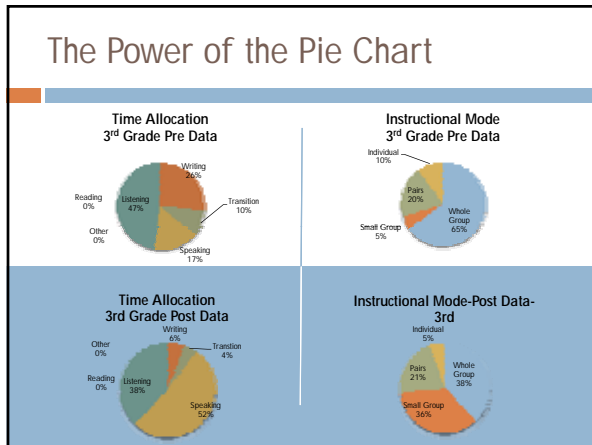 The Power of the Pie Chart
Time Allocation
3rd Grade Pre Data
Writing
26%
Transition
10%
Speaking
17%
Listening
47%
Reading
0%
Other
0%
Instructional Mode
3rd Grade Pre Data
Individual
10%
Pairs
20%
Small Group
5%
Whole
Group
65%
Time Allocation
3rd Grade Post Data
Writing
6%
Transtion
4%
Speaking
52%
Listening
38%
Reading
0%
Other
0%
Instructional Mode-Post Data-
3rd
Individual
5%
Pairs
21%
Small Group
36%
Whole
Group
38%